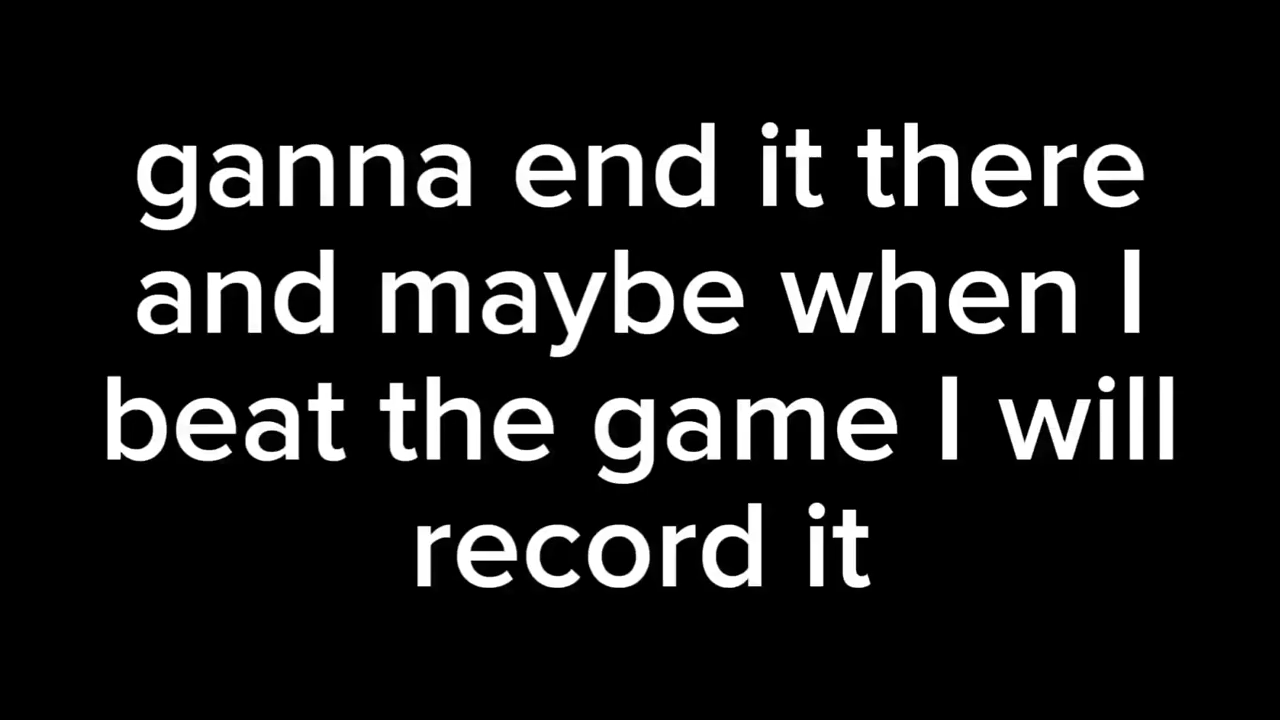 ganna end it there
and maybe when I
beat the game I will
record it